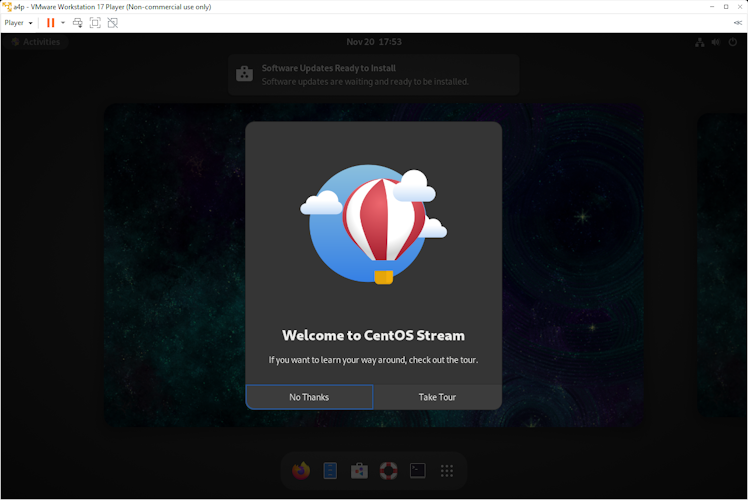 a4p - VMware Workstation 17 Player (Non-commercial use only)
Player
Activities
Nov 20 17:53
Software Updates Ready to Install
Software updates are waiting and ready to be installed.
Welcome to CentOS Stream
If you want to learn your way around, check out the tour.
No Thanks
Take Tour